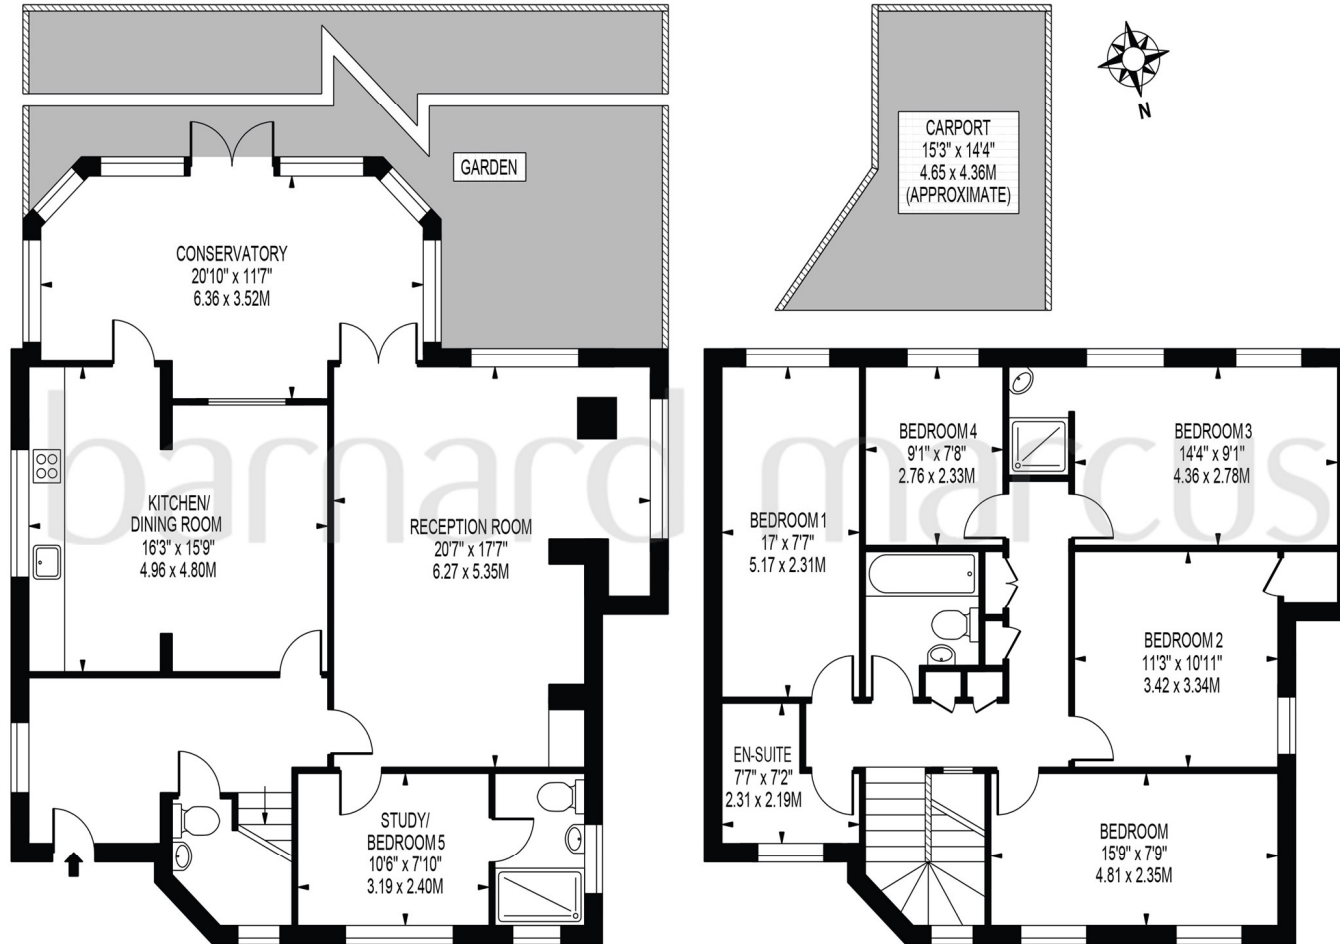 GARDEN
CONSERVATORY
20'10" x 11'7"
6.36 x 3.52M
KITCHEN/
DINING ROOM
16'3" x 15'9"
4.96 x 4.80M
RECEPTION ROOM
20'7" x 17'7"
6.27 x 5.35M
STUDY/
BEDROOM 5
10'6" x 7'10"
3.19 x 2.40M
CARPORT
15'3" x 14'4"
4.65 x 4.36M
(APPROXIMATE)
N
BEDROOM 1
17' x 7'7"
5.17 x 2.31M
BEDROOM 4
9'1" x 7'8"
2.76 x 2.33M
BEDROOM 3
14'4" x 9'1"
4.36 x 2.78M
BEDROOM 2
11'3" x 10'11"
3.42 x 3.34M
EN-SUITE
7'7" x 7'2"
2.31 x 2.19M
BEDROOM
15'9" x 7'9"
4.81 x 2.35M
barnard marcus